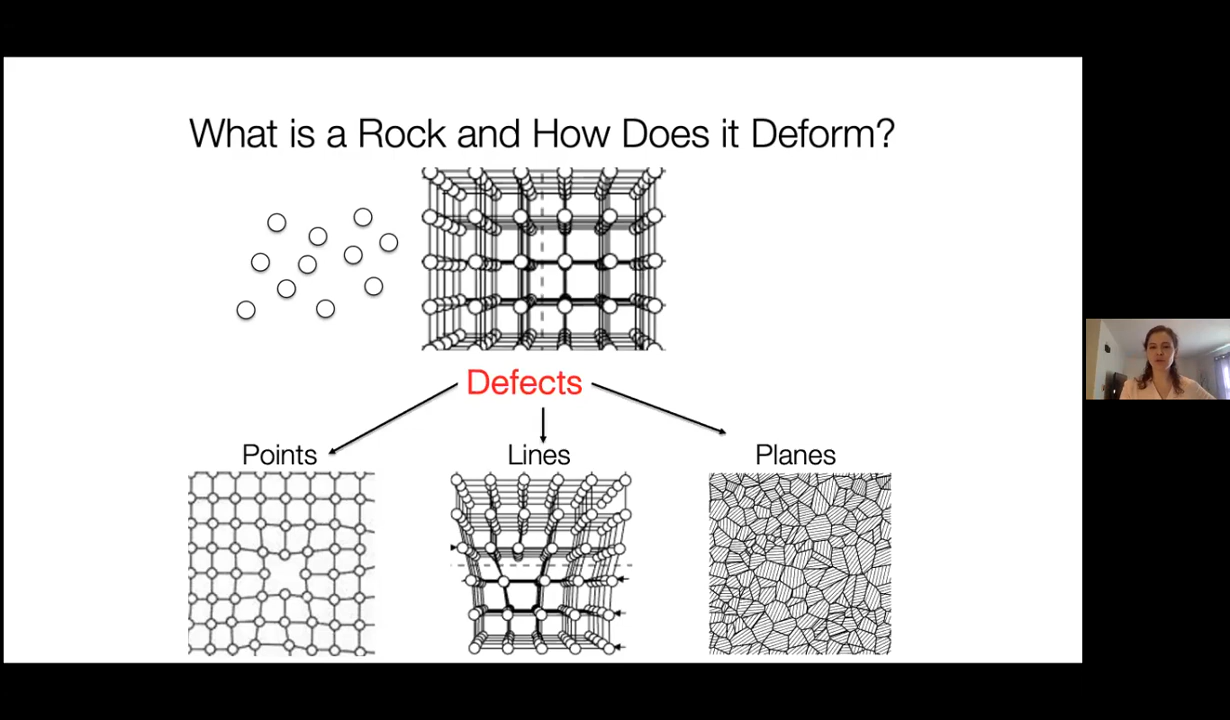 What is a Rock and How Does it Deform?
Defects
Points
Lines
Planes